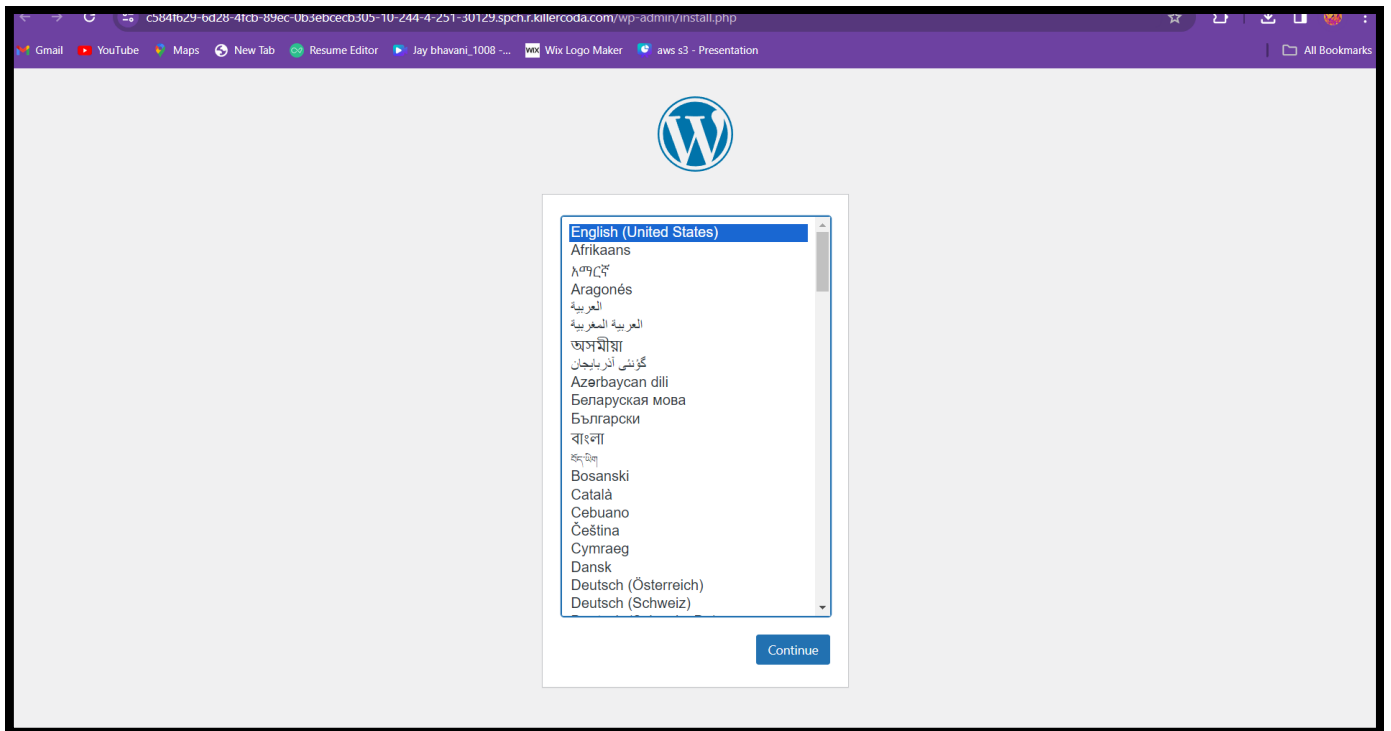 c584f629-6d28-4fcb-89ec-0b3ebcecb305-10-244-4-251-30129.spch.r.killercoda.com/wp-admin/install.php
Gmail YouTube Maps New Tab Resume Editor Jay bhavani_1008 -... WIX Wix Logo Maker aws s3 - Presentation All Bookmarks
English (United States)
Afrikaans
አማርኛ
Aragonés
العربية
العربية المغربية
অসমীয়া
گؤنئی آذربایجان
Azərbaycan dili
Беларуская мова
Български
বাংলা
བོད་ཡིག
Bosanski
Català
Cebuano
Čeština
Cymraeg
Dansk
Deutsch (Österreich)
Deutsch (Schweiz)
Continue